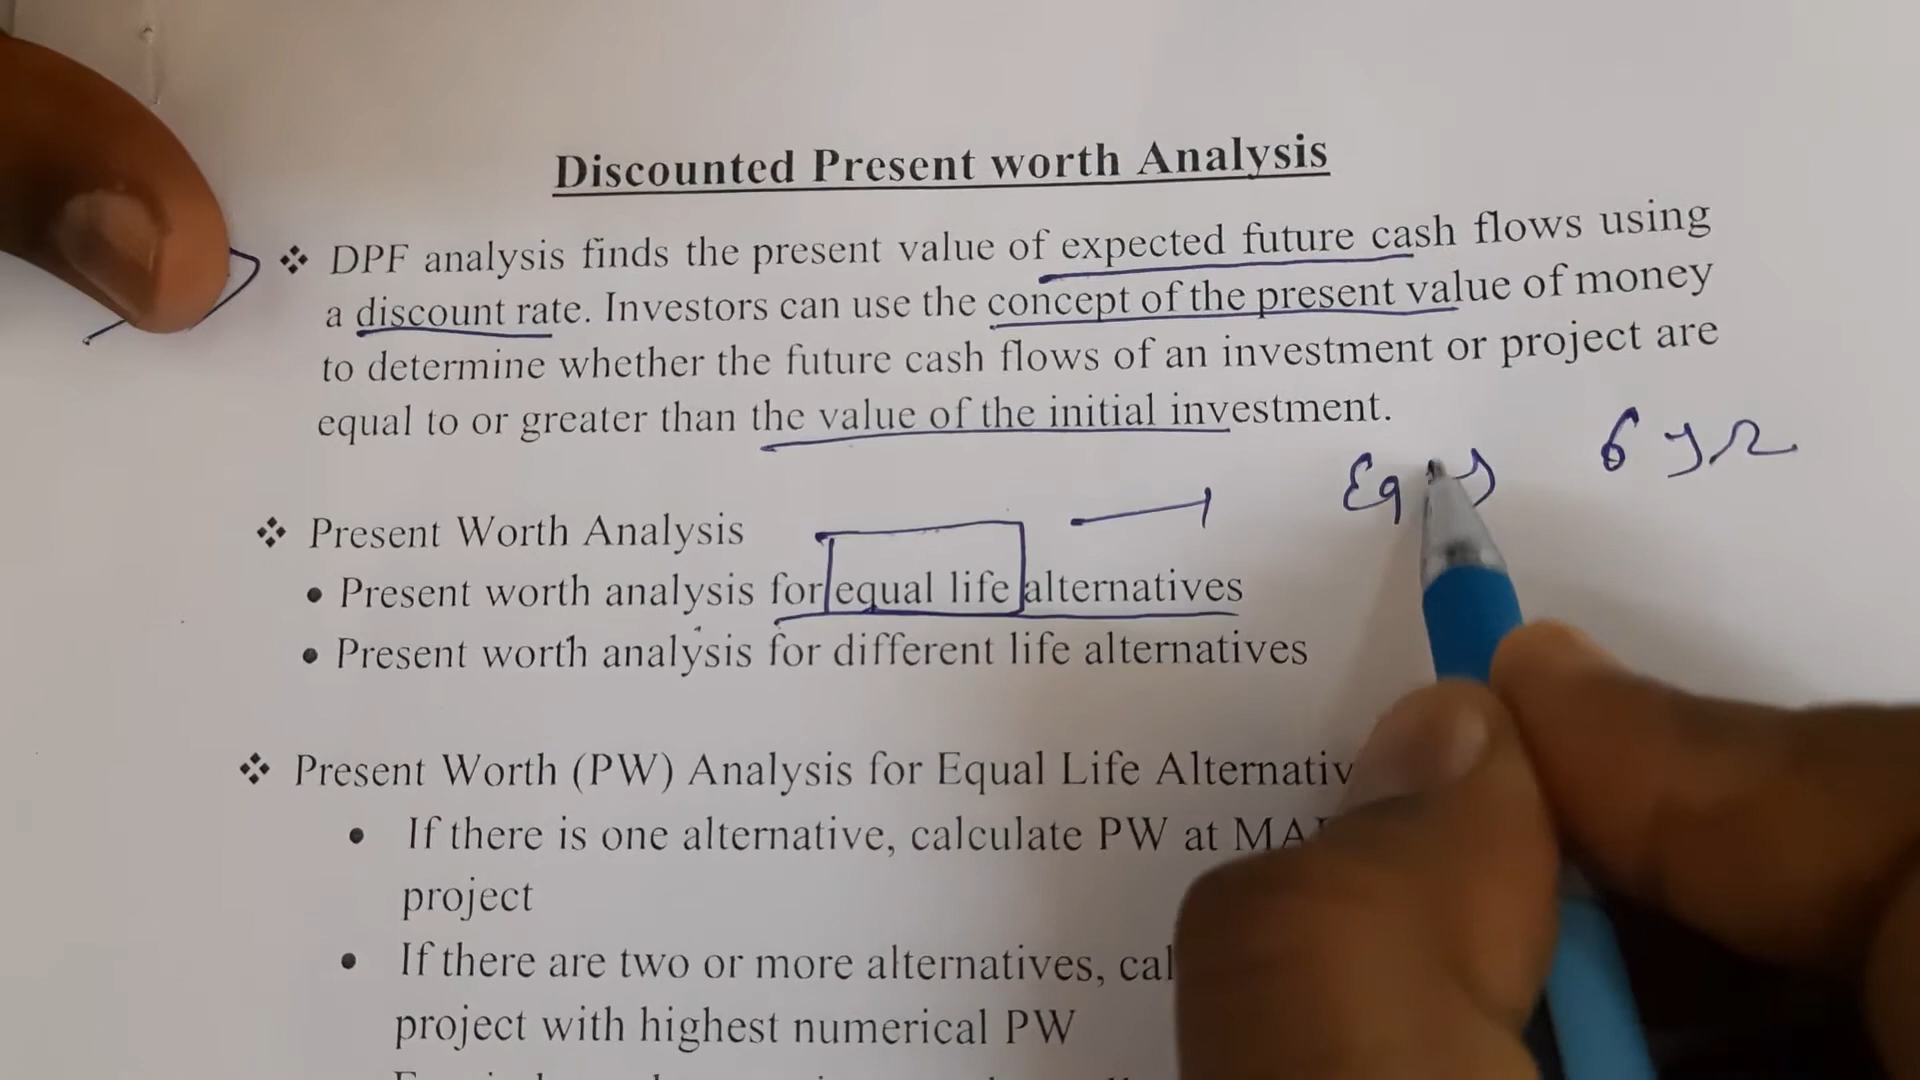 Discounted Present worth Analysis
❖ DPF analysis finds the present value of expected future cash flows using
a discount rate. Investors can use the concept of the present value of money
to determine whether the future cash flows of an investment or project are
equal to or greater than the value of the initial investment.
6 yr
Eq
❖ Present Worth Analysis
• Present worth analysis for equal life alternatives
• Present worth analysis for different life alternatives
❖ Present Worth (PW) Analysis for Equal Life
• If there is one alternative, calculate PW at
project
• If there are two or more alternatives,
project with highest numerical PW